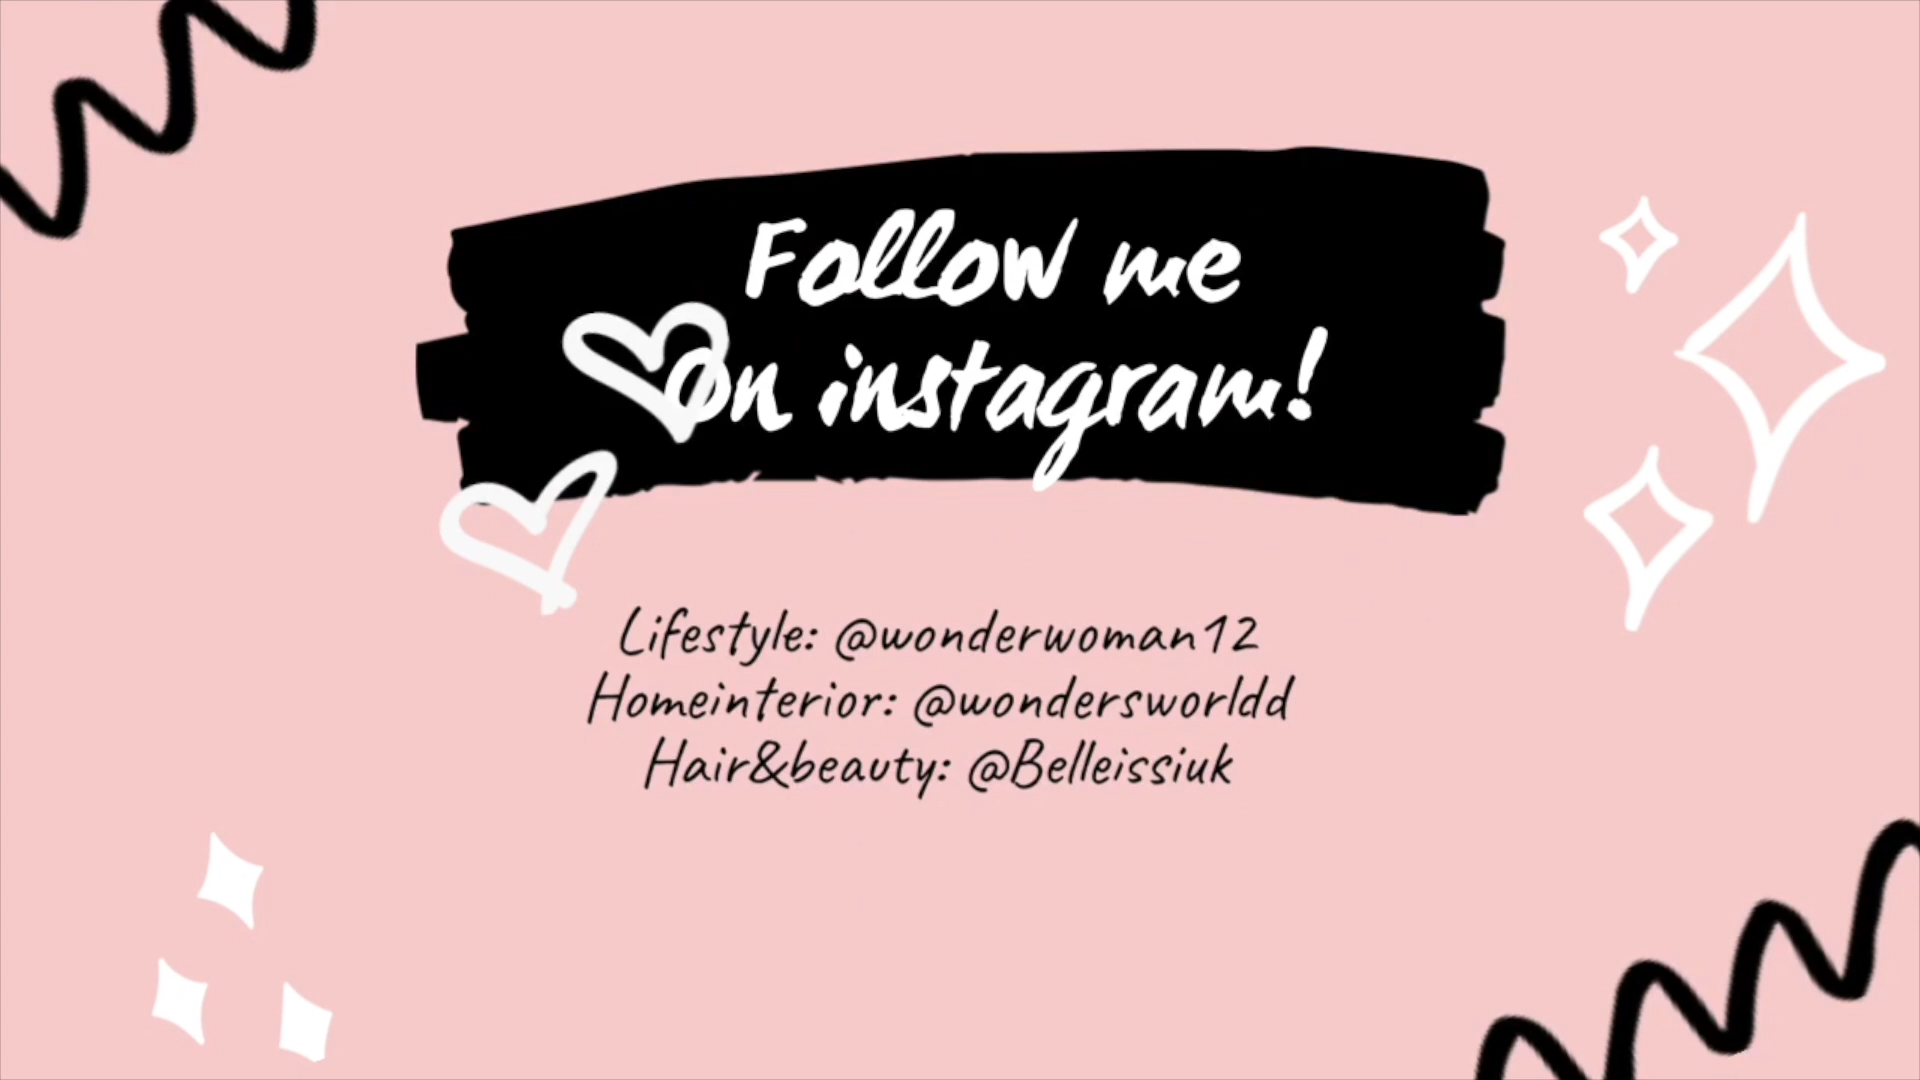 Follow me
on instagram!
Lifestyle: @wonderwoman12
Homeinterior: @wondersworldd
Hair&beauty: @Belleissiuk